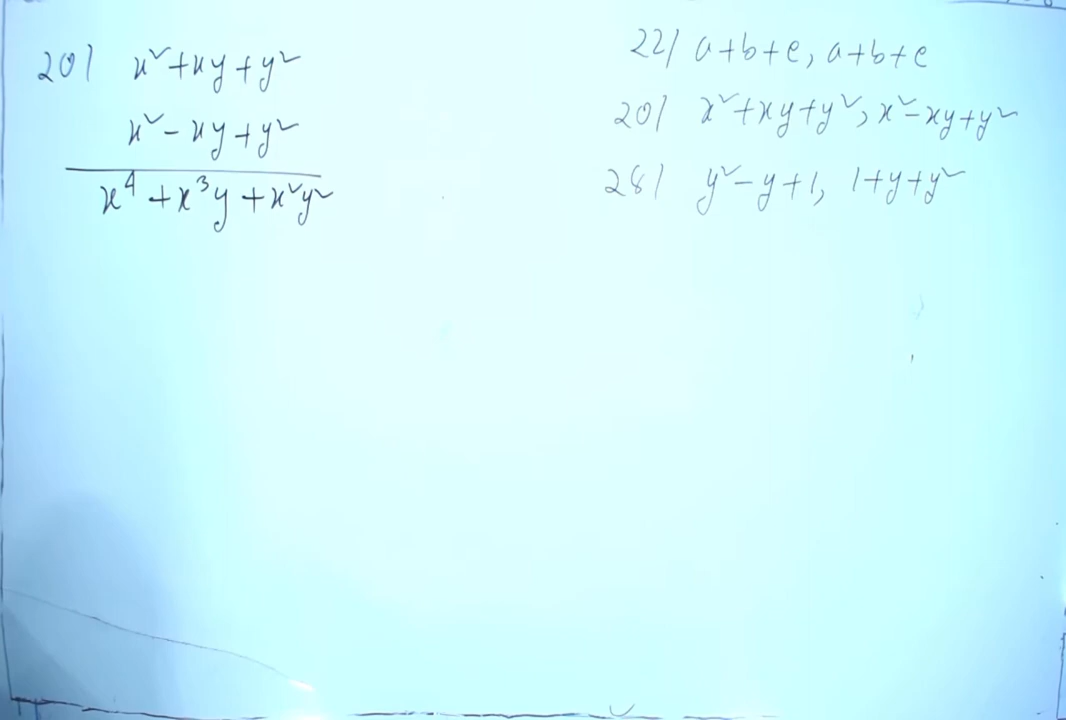 20) x²+xy+y²
x²-xy+y²
x⁴+x³y+x²y²
22) a+b+c, a+b+c
20) x²+xy+y², x²-xy+y²
28) y²-y+1, 1+y+y²